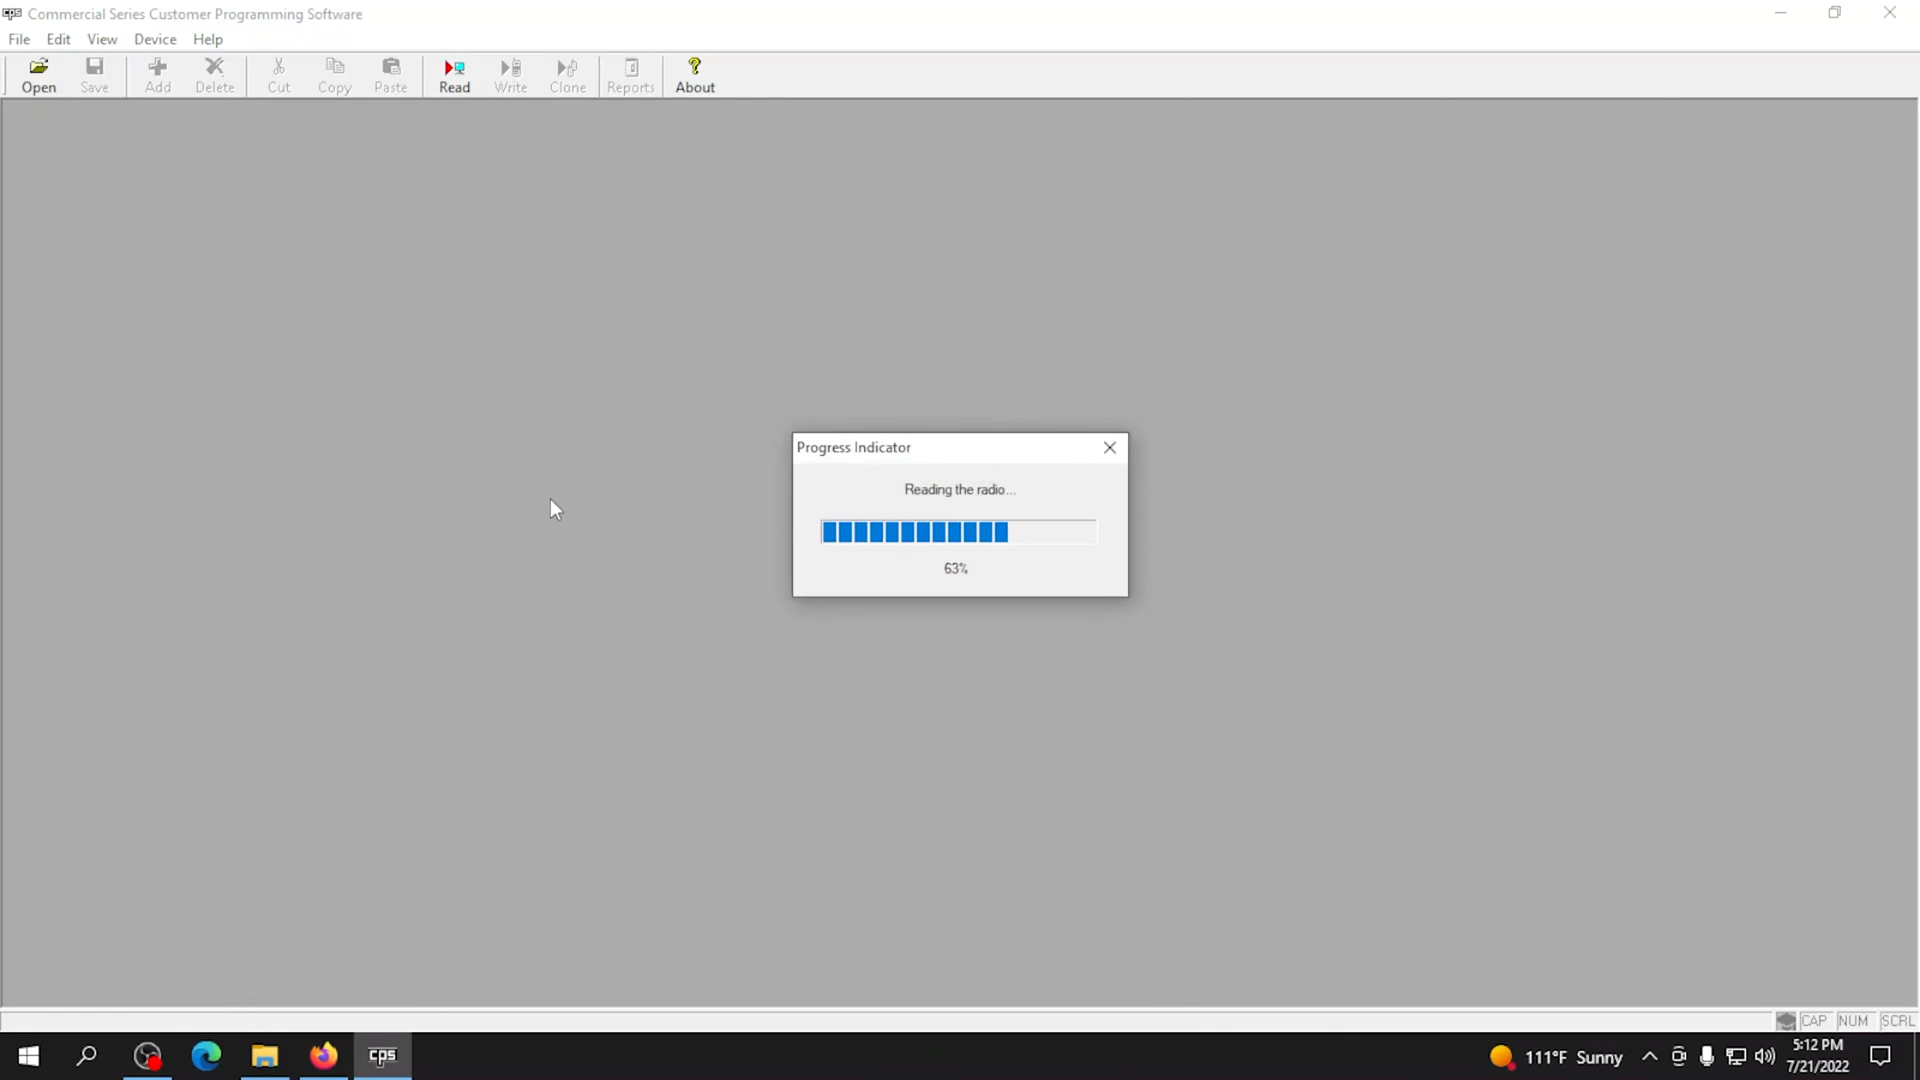 cps Commercial Series Customer Programming Software
File Edit View Device Help
Open Save Add Delete Cut Copy Paste Read Write Clone Reports About
Progress Indicator
Reading the radio...
63%
CAP NUM SCRL
cps 111°F Sunny 5:12 PM
7/21/2022